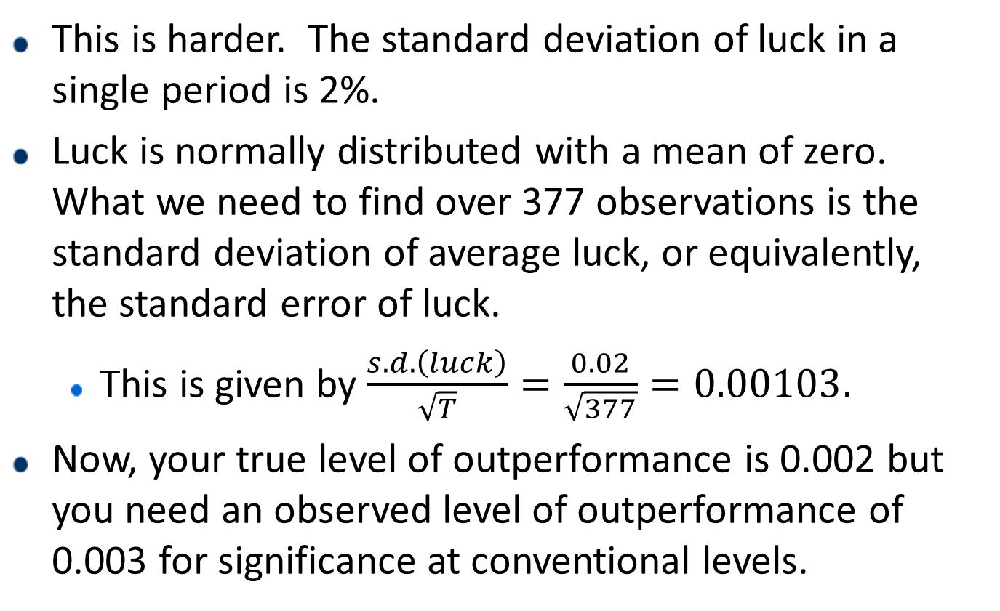 • This is harder.  The standard deviation of luck in a
single period is 2%.
• Luck is normally distributed with a mean of zero.
What we need to find over 377 observations is the
standard deviation of average luck, or equivalently,
the standard error of luck.
• This is given by s.d.(luck)/√T = 0.02/√377 = 0.00103.
• Now, your true level of outperformance is 0.002 but
you need an observed level of outperformance of
0.003 for significance at conventional levels.